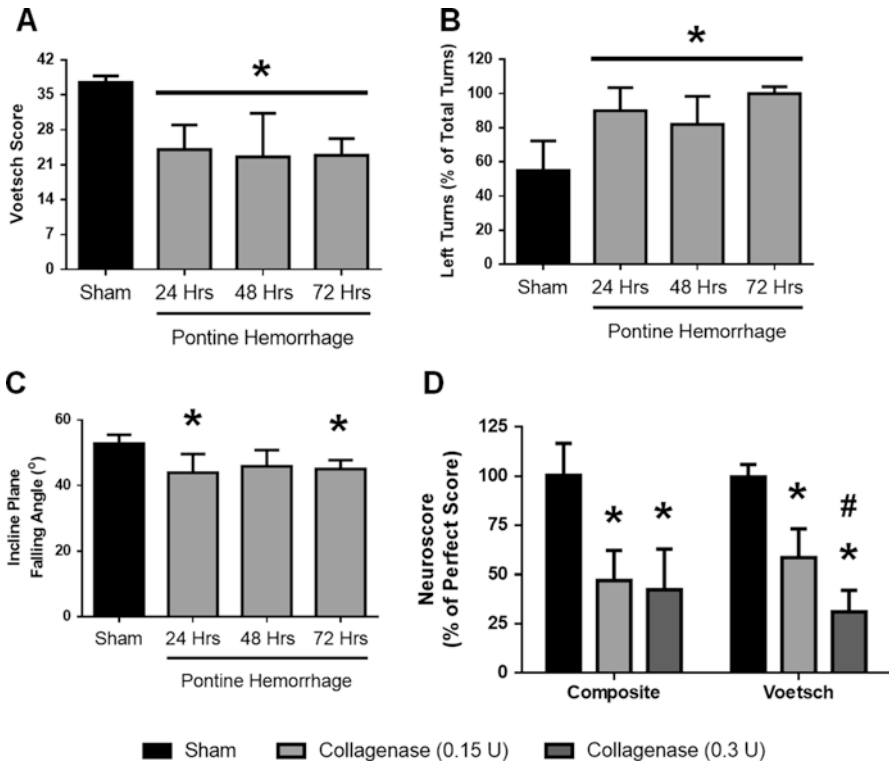 A
Voetsch Score
42
35
28
21
14
7
0
*
Sham
24 Hrs 48 Hrs 72 Hrs
Pontine Hemorrhage
B
Left Turns (% of Total Turns)
120
100
80
60
40
20
0
*
Sham
24 Hrs 48 Hrs 72 Hrs
Pontine Hemorrhage
C
Incline Plane
Falling Angle (°)
60
40
20
0
* *
Sham
24 Hrs 48 Hrs 72 Hrs
Pontine Hemorrhage
D
Neuroscore
(% of Perfect Score)
125
100
75
50
25
0
#
* * * *
Composite Voetsch
Sham Collagenase (0.15 U) Collagenase (0.3 U)